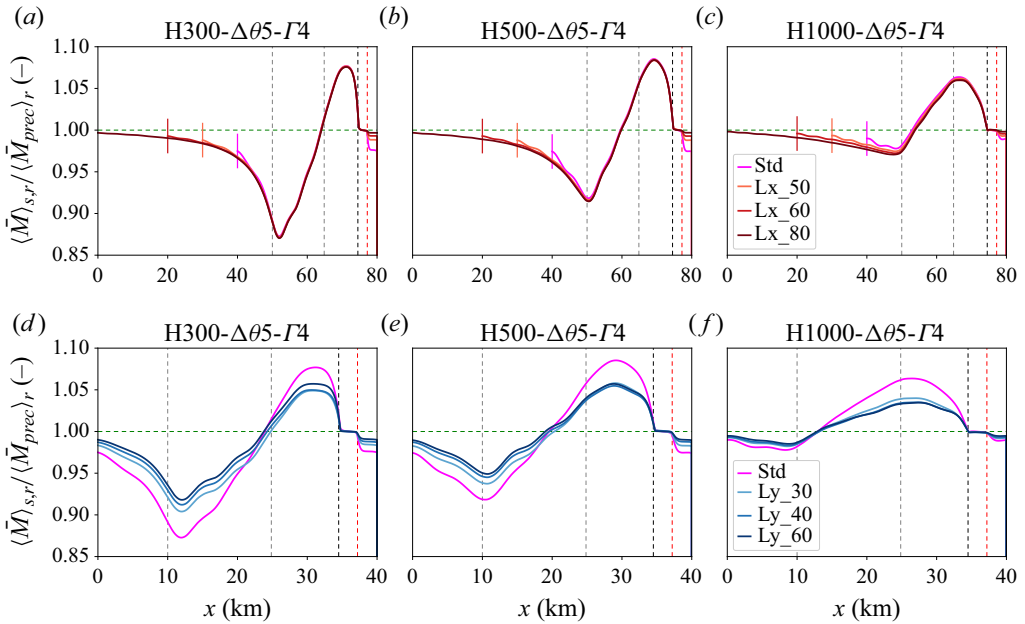 (a) H300-Δθ5-Γ4
(b) H500-Δθ5-Γ4
(c) H1000-Δθ5-Γ4
⟨M̄⟩s,r/⟨M̄prec⟩r (–)
1.10
1.05
1.00
0.95
0.90
0.85
0 20 40 60 80
0 20 40 60 80
0 20 40 60 80
Std
Lx_50
Lx_60
Lx_80
(d) H300-Δθ5-Γ4
(e) H500-Δθ5-Γ4
(f) H1000-Δθ5-Γ4
⟨M̄⟩s,r/⟨M̄prec⟩r (–)
1.10
1.05
1.00
0.95
0.90
0.85
0 10 20 30 40
0 10 20 30 40
0 10 20 30 40
Std
Ly_30
Ly_40
Ly_60
x (km)
x (km)
x (km)